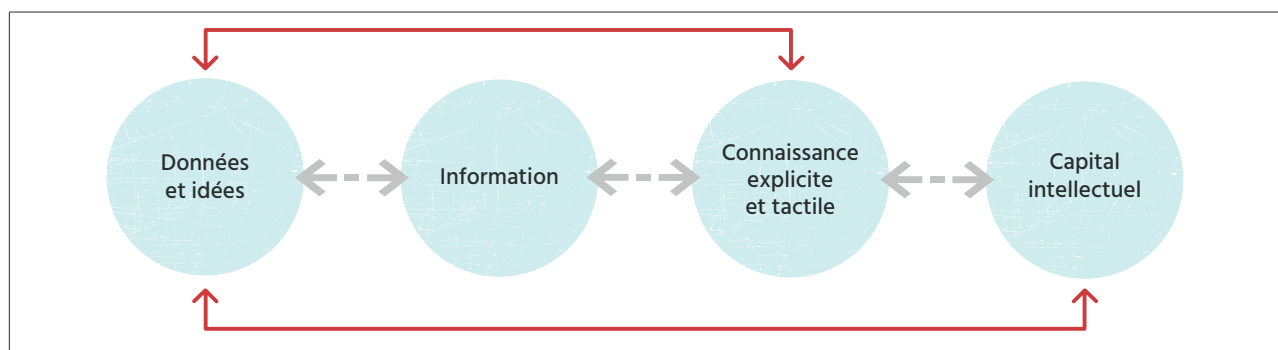 Données
et idées
Information
Connaissance
explicite
et tactile
Capital
intellectuel